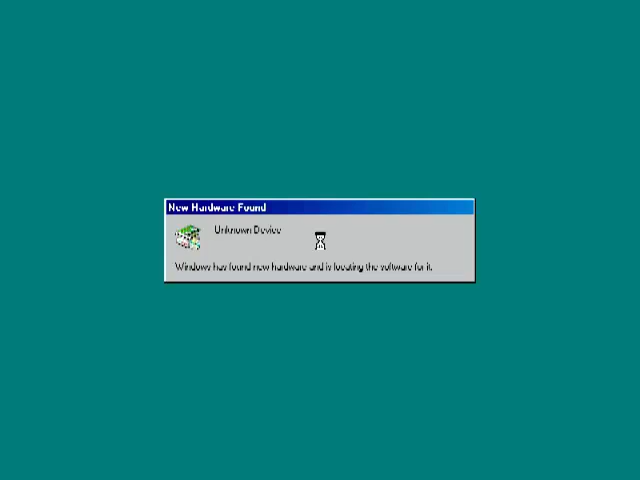 New Hardware Found
Unknown Device
Windows has found new hardware and is locating the software for it.